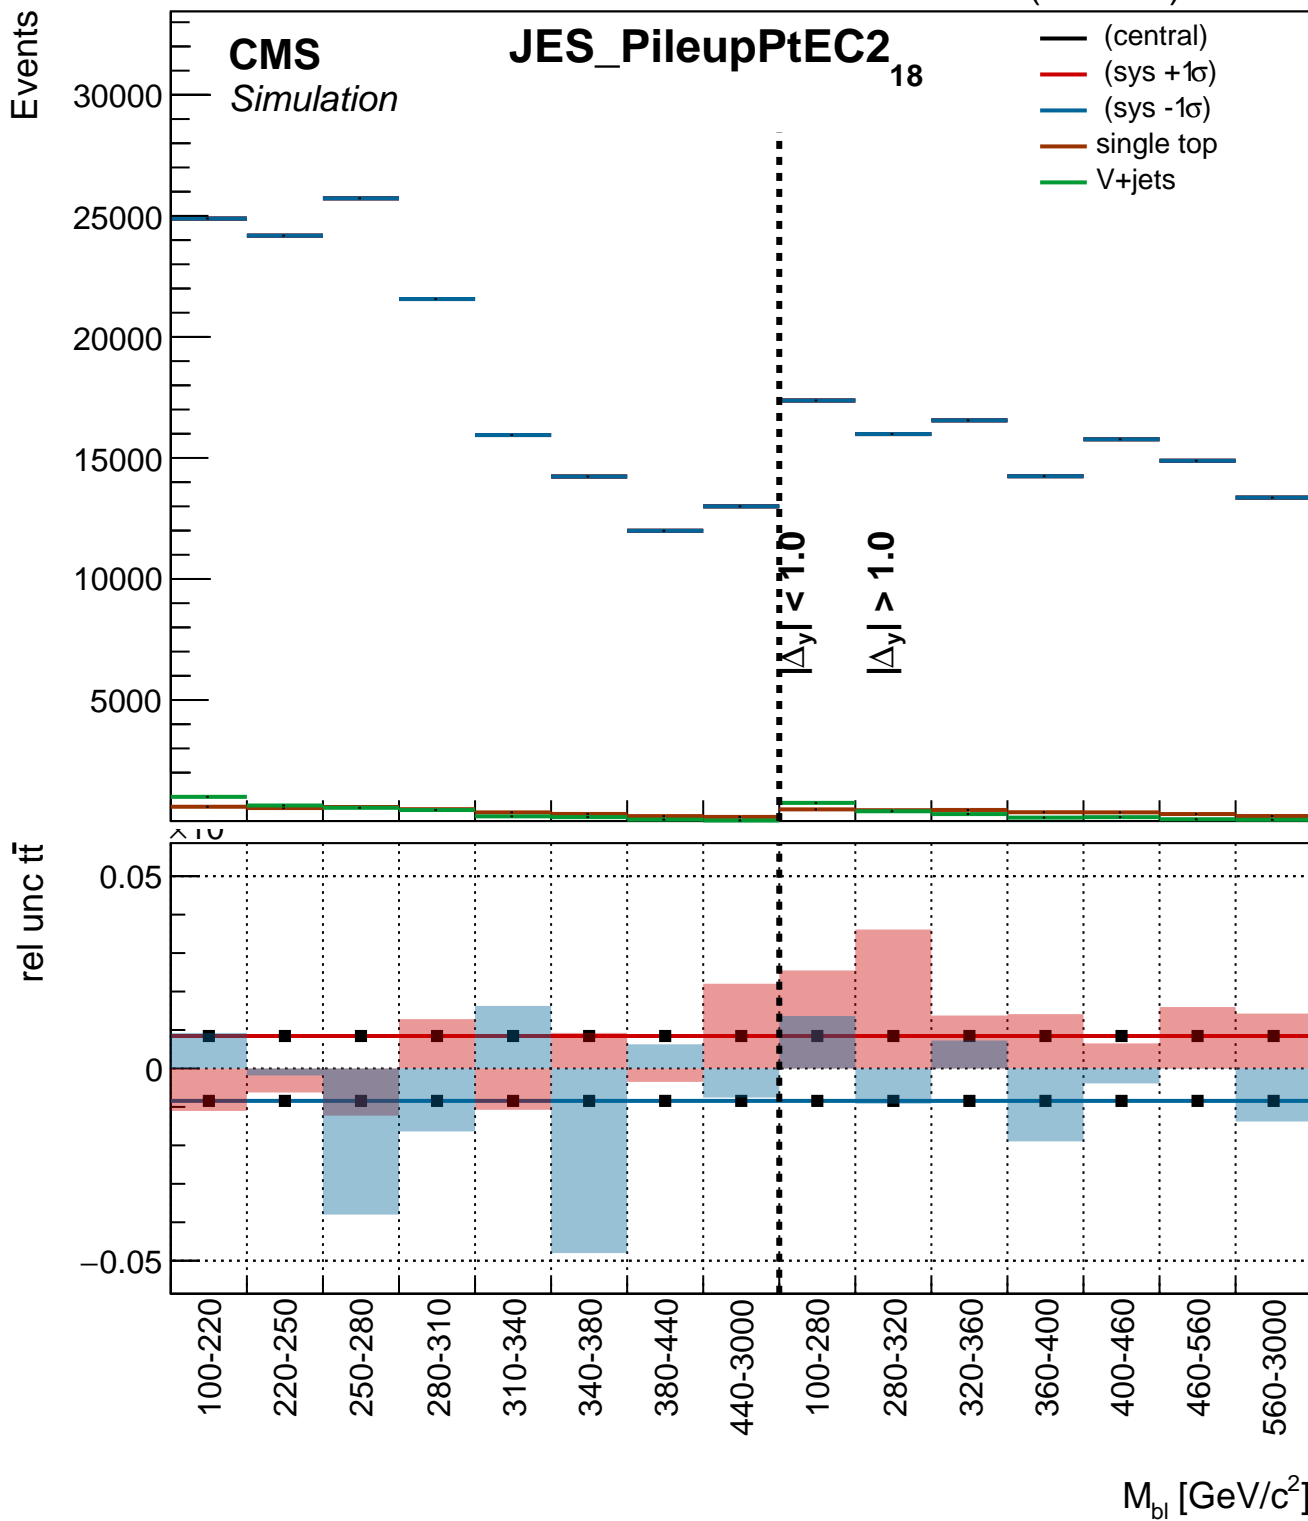 Events
CMS
Simulation
JES_PileupPtEC2_18
(central)
(sys +1σ)
(sys -1σ)
single top
V+jets
30000
25000
20000
15000
10000
5000
|Δ_y| < 1.0
|Δ_y| > 1.0
rel unc tt̄
0.05
0
−0.05
100-220
220-250
250-280
280-310
310-340
340-380
380-440
440-3000
100-280
280-320
320-360
360-400
400-460
460-560
560-3000
M_bl [GeV/c²]